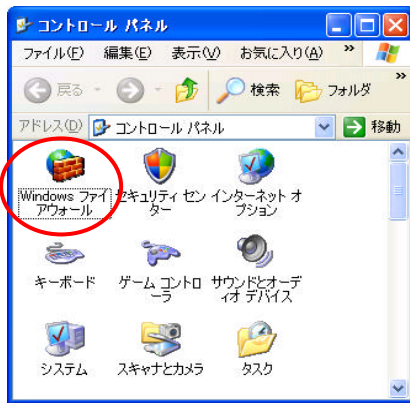 コントロール パネル
ファイル(F) 編集(E) 表示(V) お気に入り(A) »
戻る 検索 フォルダ »
アドレス(D) コントロール パネル 移動
Windows ファイ
アウォール
セキュリティ セン
ター
インターネット オ
プション
キーボード
ゲーム コントロ
ーラ
サウンドとオーデ
ィオ デバイス
システム
スキャナとカメラ
タスク